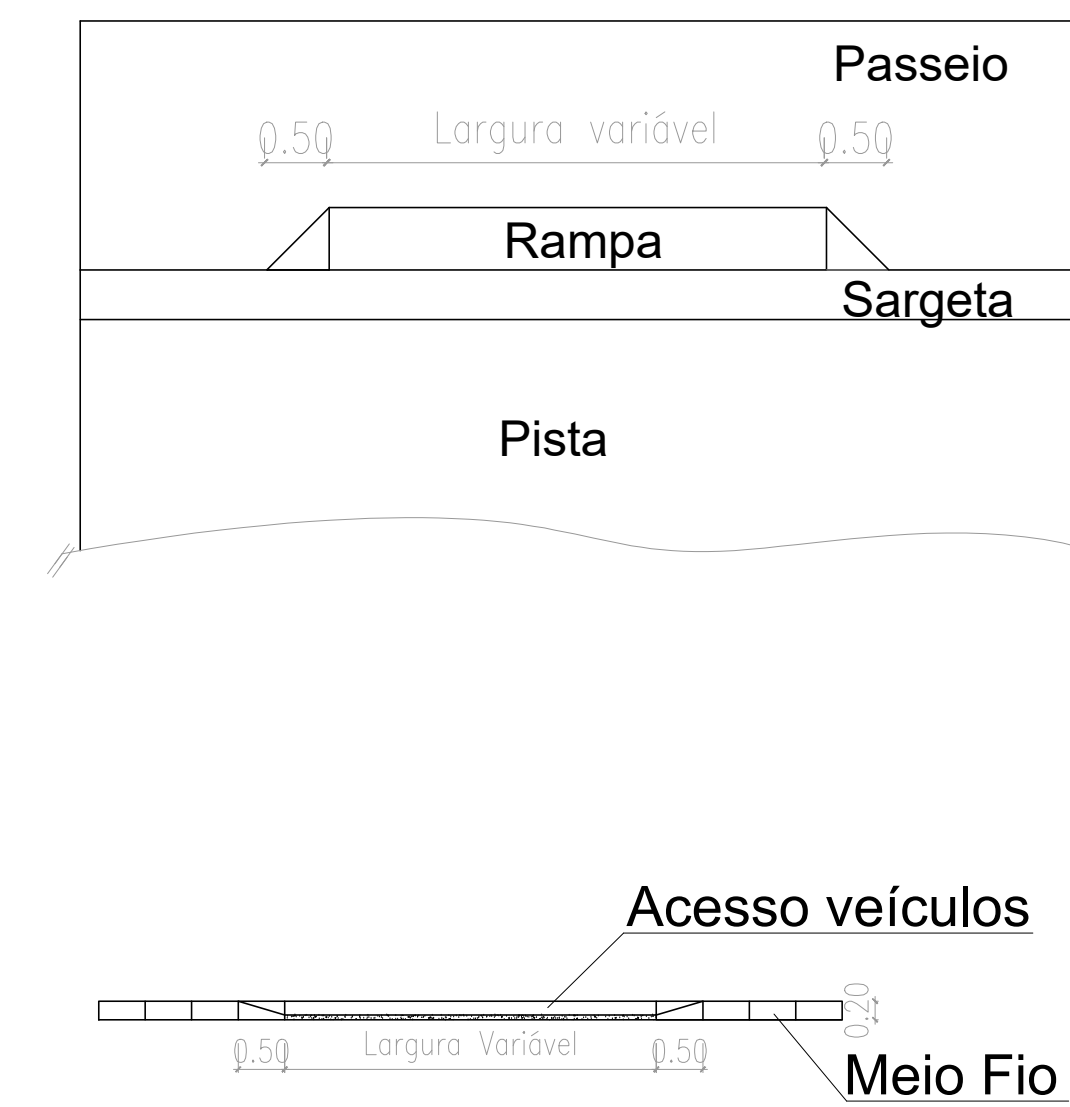 Passeio
0.50 Largura variável 0.50
Rampa
Sargeta
Pista
Acesso veículos
0.20
0.50 Largura Variável 0.50
Meio Fio